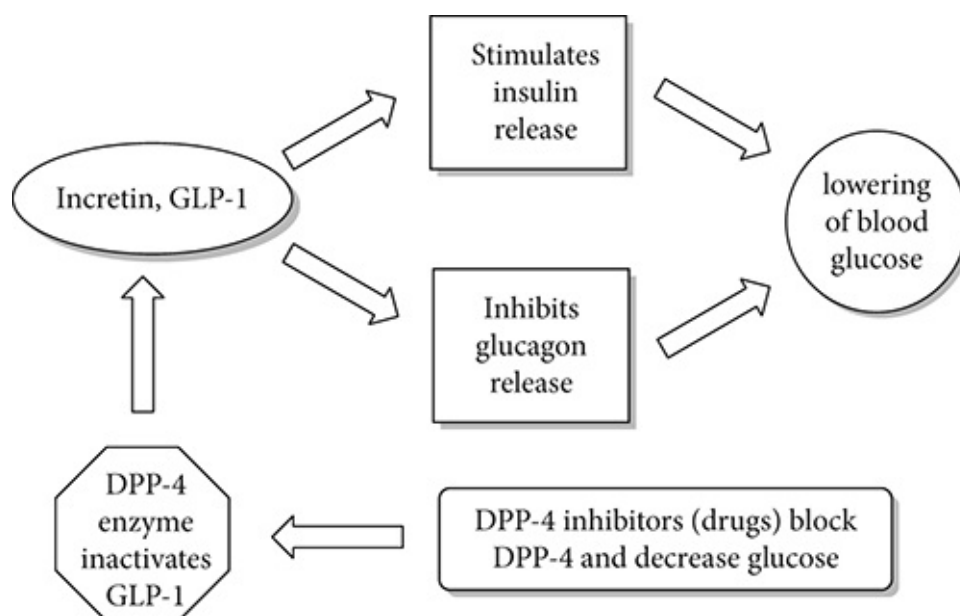 Stimulates
insulin
release
Incretin, GLP-1
lowering
of blood
glucose
Inhibits
glucagon
release
DPP-4
enzyme
inactivates
GLP-1
DPP-4 inhibitors (drugs) block
DPP-4 and decrease glucose